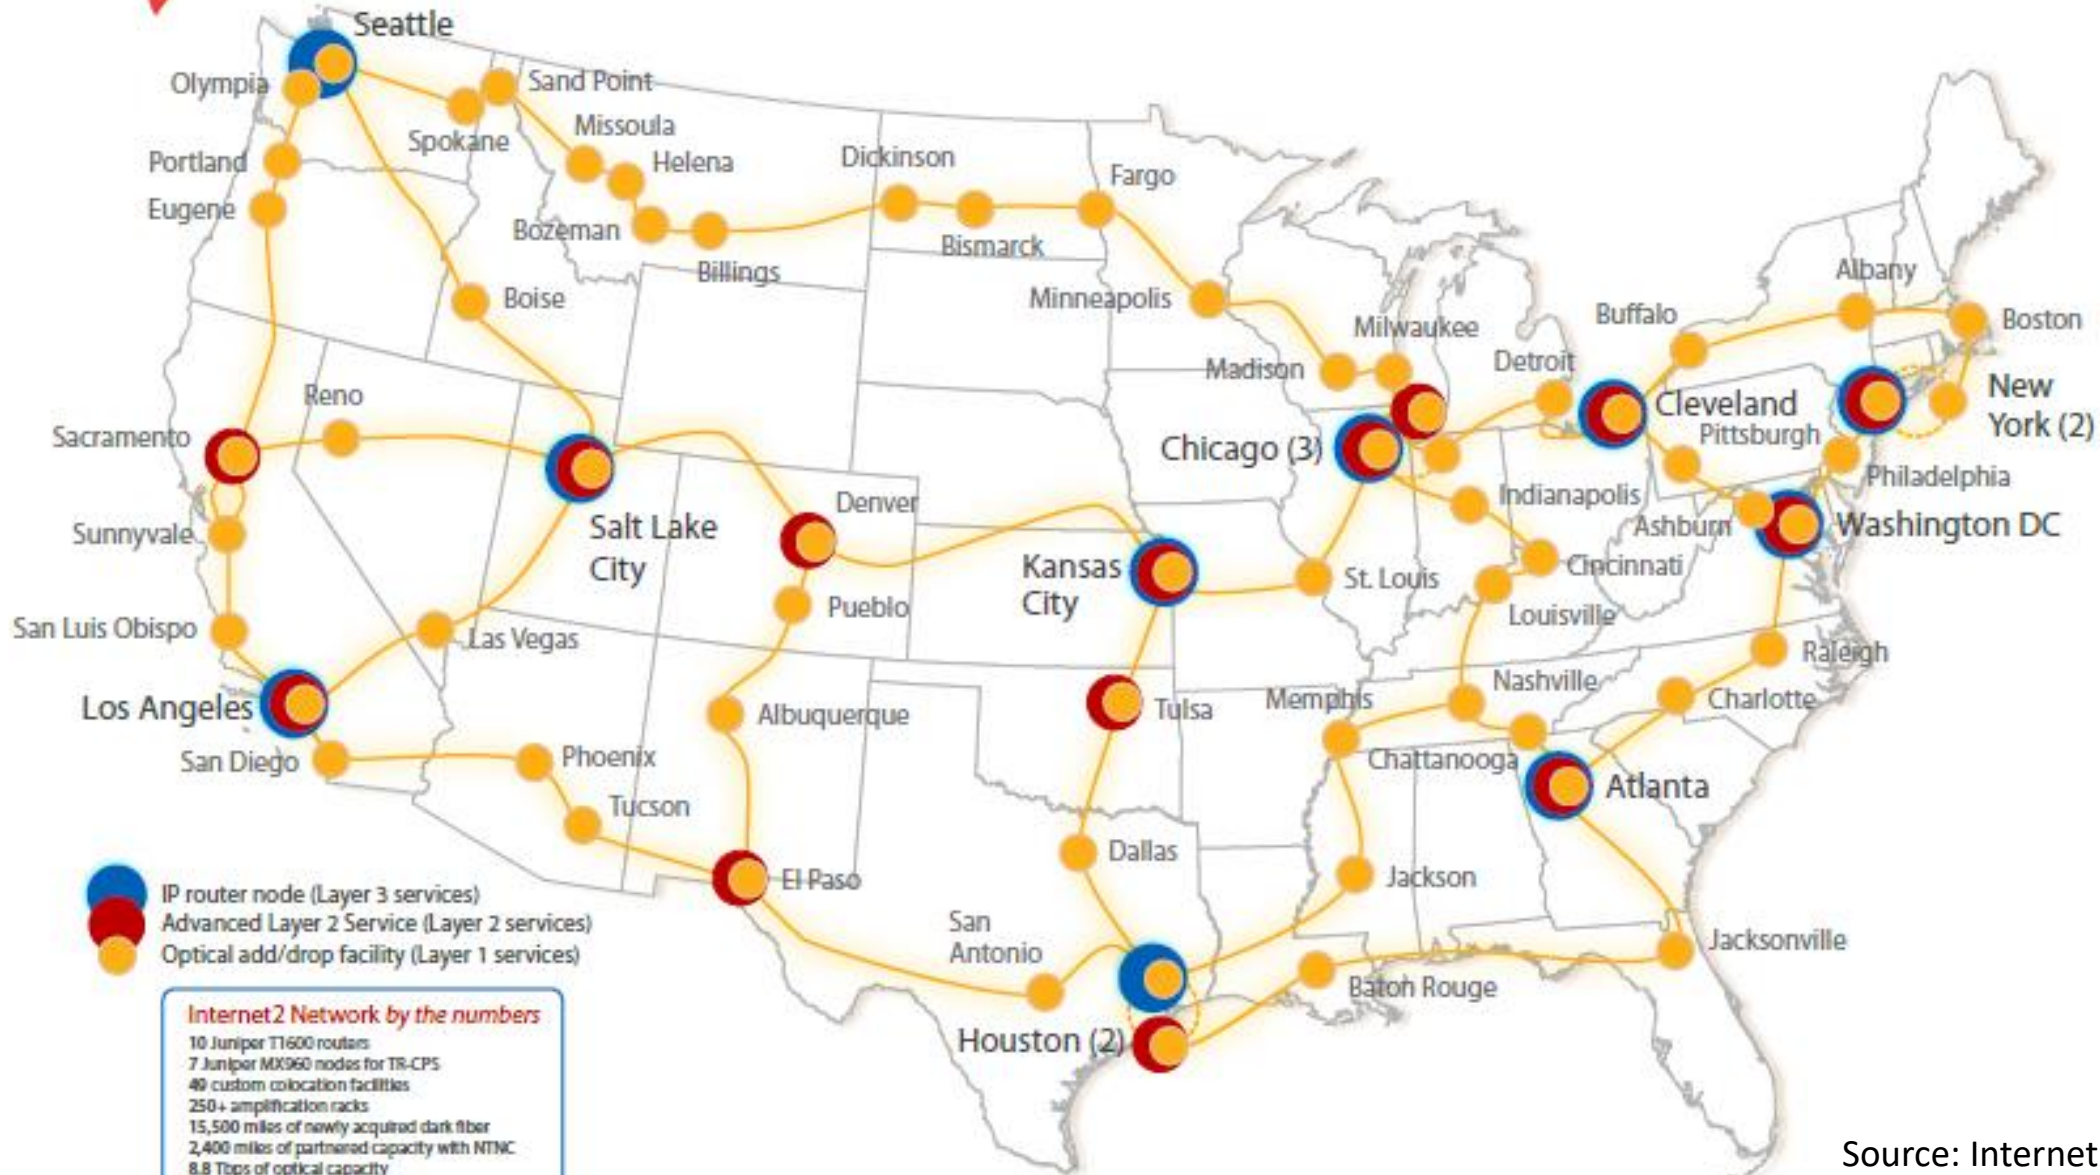 Seattle
Olympia
Sand Point
Spokane
Missoula
Portland
Helena
Dickinson
Fargo
Eugene
Bozeman
Bismarck
Billings
Albany
Boise
Minneapolis
Buffalo
Boston
Milwaukee
Madison
Detroit
Reno
New
York (2)
Cleveland
Sacramento
Pittsburgh
Chicago (3)
Philadelphia
Denver
Indianapolis
Salt Lake
City
Ashburn
Washington DC
Sunnyvale
Kansas
City
St. Louis
Cincinnati
Pueblo
Louisville
San Luis Obispo
Las Vegas
Raleigh
Nashville
Los Angeles
Albuquerque
Tulsa
Memphis
Charlotte
San Diego
Phoenix
Chattanooga
Atlanta
Tucson
Dallas
El Paso
Jackson
San
Antonio
Jacksonville
Baton Rouge
Houston (2)
IP router node (Layer 3 services)
Advanced Layer 2 Service (Layer 2 services)
Optical add/drop facility (Layer 1 services)
Internet2 Network by the numbers
10 Juniper T1600 routers
7 Juniper MX960 nodes for TR-CPS
49 custom colocation facilities
250+ amplification racks
15,500 miles of newly acquired dark fiber
2,400 miles of partnered capacity with NTNC
8.8 Tbps of optical capacity
Source: Internet